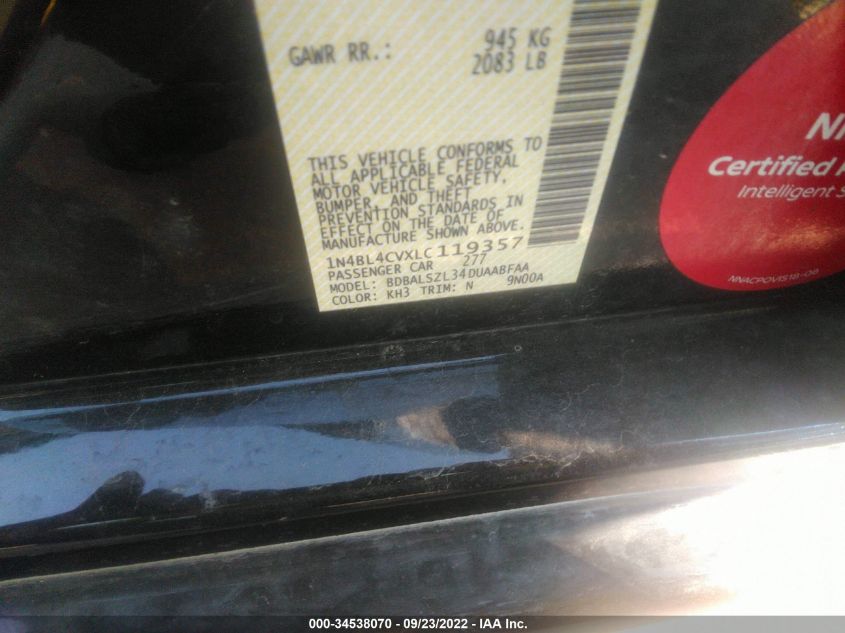 GAWR RR.: 945 KG
2083 LB
THIS VEHICLE CONFORMS TO
ALL APPLICABLE FEDERAL
MOTOR VEHICLE SAFETY,
BUMPER, AND THEFT
PREVENTION STANDARDS IN
EFFECT ON THE DATE OF
MANUFACTURE SHOWN ABOVE.
1N4BL4CVXLC119357
PASSENGER CAR 277
MODEL: BDBALSZL34DUAABFAA
COLOR: KH3 TRIM: N 9N00A
Certified
Intelligent
NNACPOVIS18-08
000-34538070 / 09/23/2022 / IAA Inc.